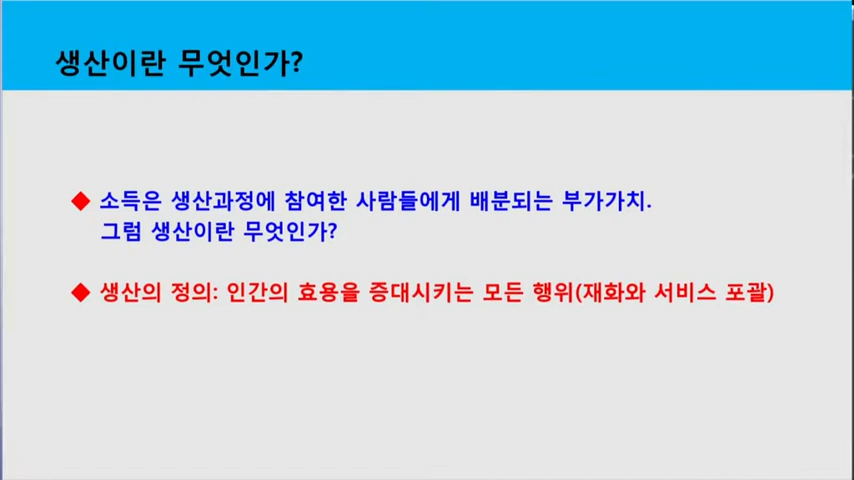 생산이란 무엇인가?
◆ 소득은 생산과정에 참여한 사람들에게 배분되는 부가가치.
그럼 생산이란 무엇인가?
◆ 생산의 정의: 인간의 효용을 증대시키는 모든 행위(재화와 서비스 포괄)